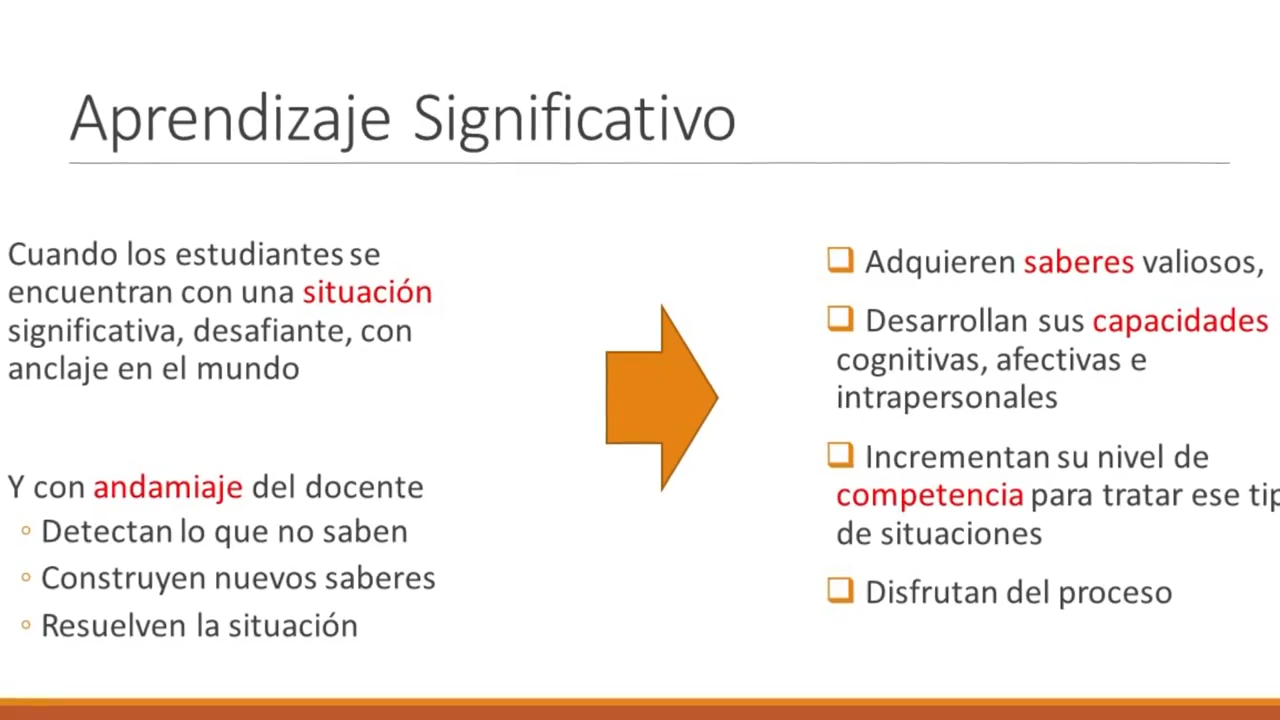 Aprendizaje Significativo
Cuando los estudiantes se
encuentran con una situación
significativa, desafiante, con
anclaje en el mundo
Y con andamiaje del docente
Detectan lo que no saben
Construyen nuevos saberes
Resuelven la situación
Adquieren saberes valiosos,
Desarrollan sus capacidades
cognitivas, afectivas e
intrapersonales
Incrementan su nivel de
competencia para tratar ese tip
de situaciones
Disfrutan del proceso